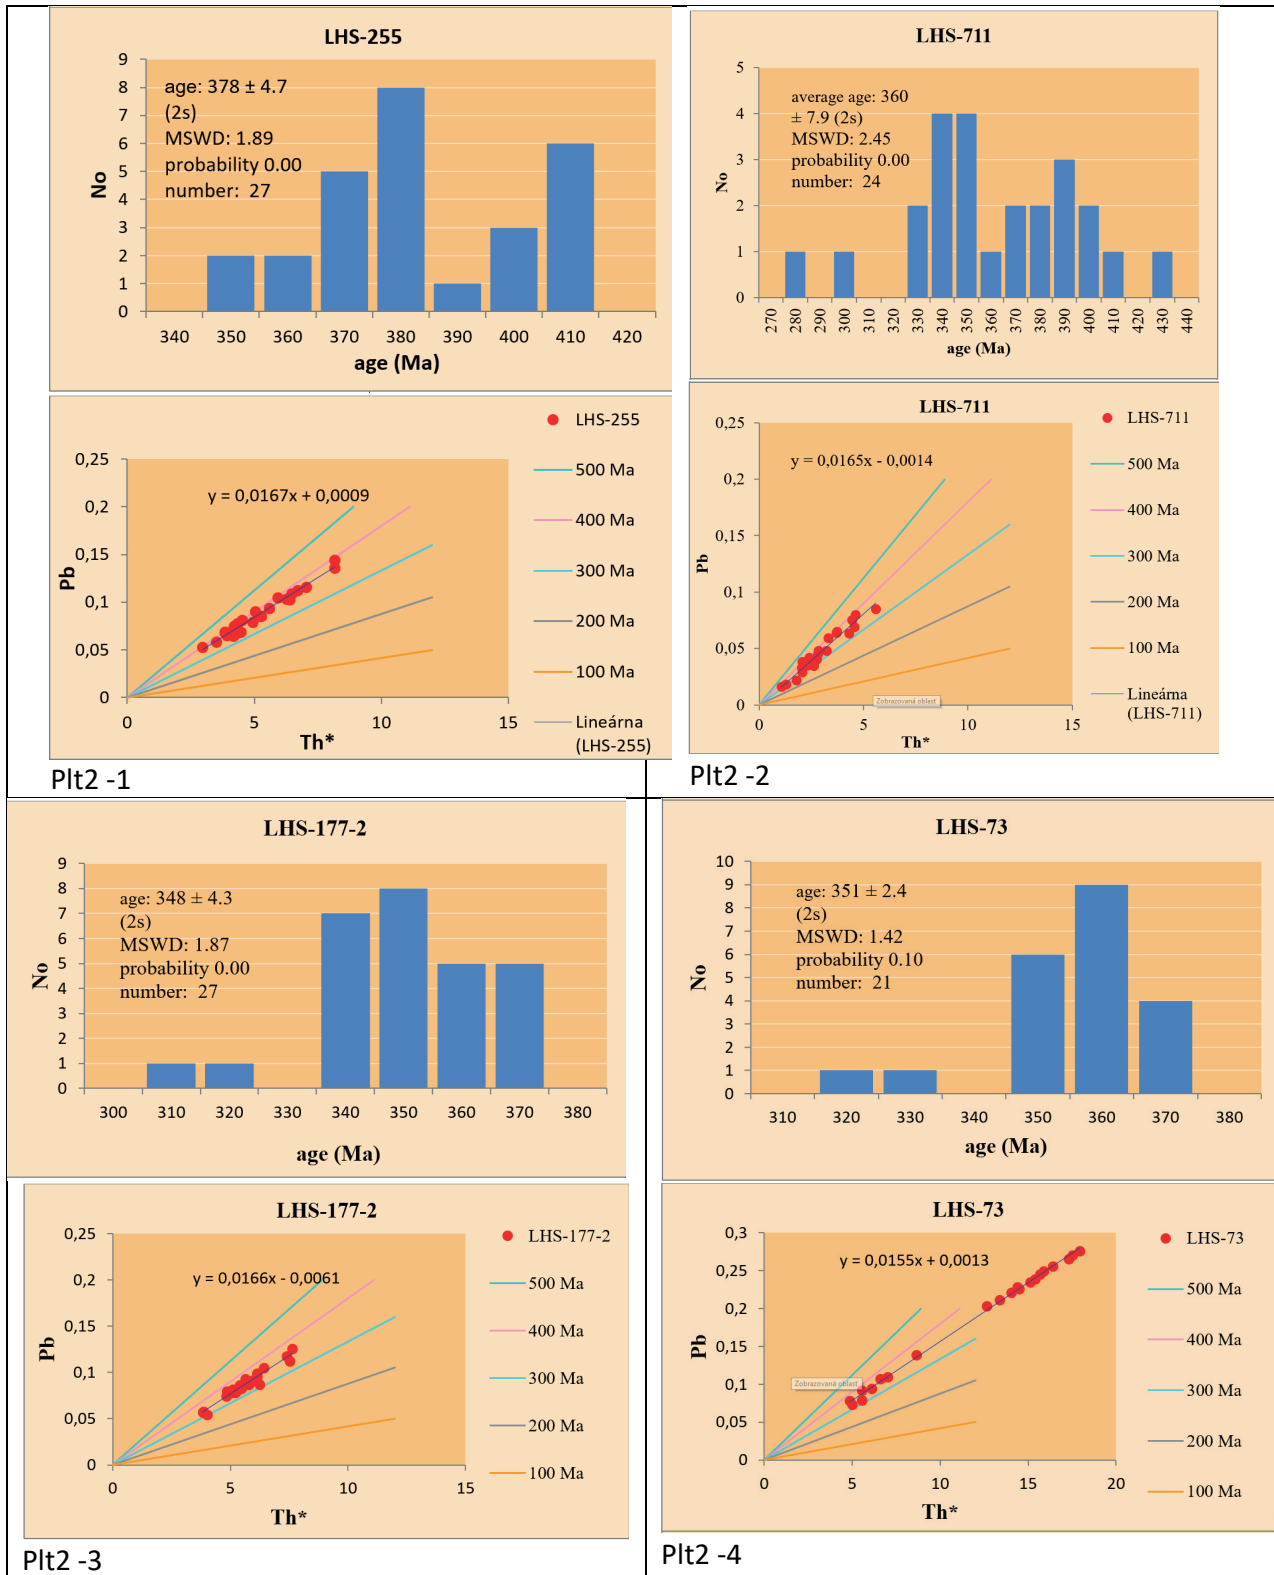 LHS-255
9
8
7
6
5
4
3
2
1
0
No
age: 378 ± 4.7
(2s)
MSWD: 1.89
probability 0.00
number: 27
340 350 360 370 380 390 400 410 420
age (Ma)
LHS-255
500 Ma
400 Ma
300 Ma
200 Ma
100 Ma
Lineárna
(LHS-255)
0,25
0,2
0,15
0,1
0,05
0
Pb
y = 0,0167x + 0,0009
0 5 10 15
Th*
Plt2 -1
LHS-711
5
4
3
2
1
0
No
average age: 360
± 7.9 (2s)
MSWD: 2.45
probability 0.00
number: 24
270 280 290 300 310 320 330 340 350 360 370 380 390 400 410 420 430 440
age (Ma)
LHS-711
0,25
0,2
0,15
0,1
0,05
0
Pb
y = 0,0165x - 0,0014
Zobrazovaná oblasť
0 5 10 15
Th*
LHS-711
500 Ma
400 Ma
300 Ma
200 Ma
100 Ma
Lineárna
(LHS-711)
Plt2 -2
LHS-177-2
9
8
7
6
5
4
3
2
1
0
No
age: 348 ± 4.3
(2s)
MSWD: 1.87
probability 0.00
number: 27
300 310 320 330 340 350 360 370 380
age (Ma)
LHS-177-2
0,25
0,2
0,15
0,1
0,05
0
Pb
y = 0,0166x - 0,0061
0 5 10 15
Th*
LHS-177-2
500 Ma
400 Ma
300 Ma
200 Ma
100 Ma
Plt2 -3
LHS-73
10
9
8
7
6
5
4
3
2
1
0
No
age: 351 ± 2.4
(2s)
MSWD: 1.42
probability 0.10
number: 21
310 320 330 340 350 360 370 380
age (Ma)
LHS-73
0,3
0,25
0,2
0,15
0,1
0,05
0
Pb
y = 0,0155x + 0,0013
Zobrazovaná oblasť
0 5 10 15 20
Th*
LHS-73
500 Ma
400 Ma
300 Ma
200 Ma
100 Ma
Plt2 -4